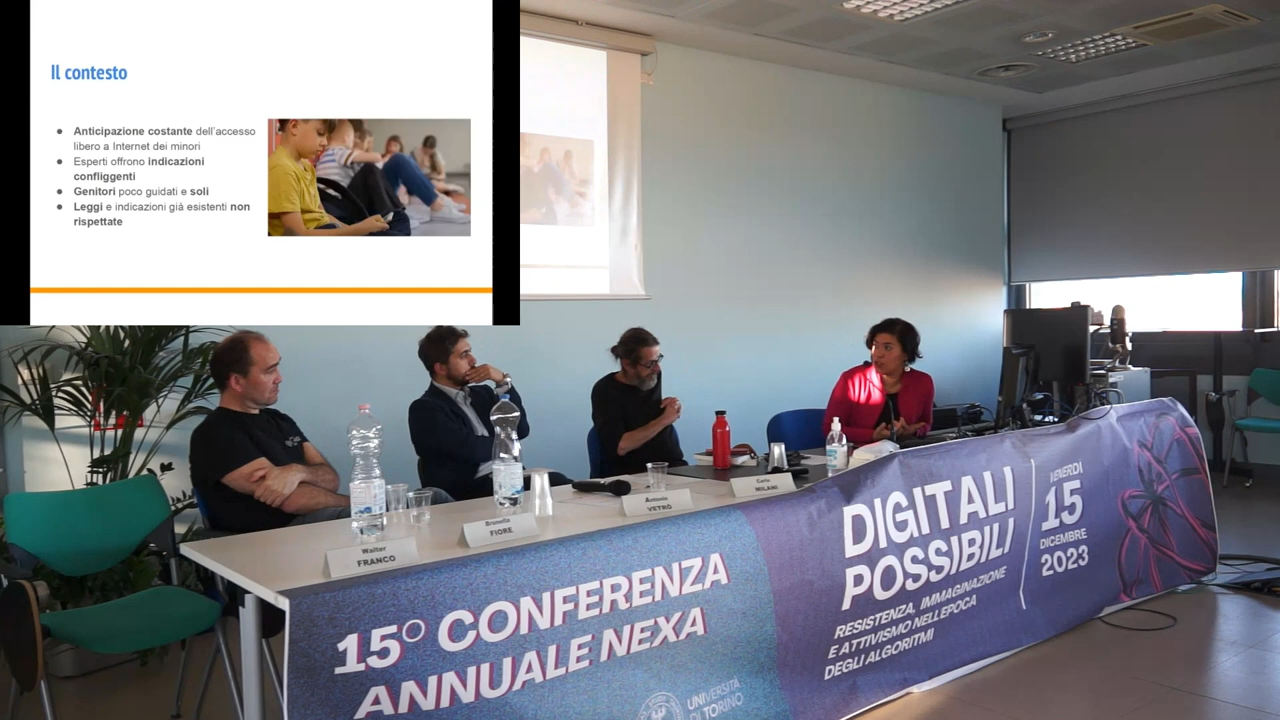 Il contesto
● Anticipazione costante dell'accesso
libero a Internet dei minori
● Esperti offrono indicazioni
confliggenti
● Genitori poco guidati e soli
● Leggi e indicazioni già esistenti non
rispettate
Walter
FRANCO
Brunella
FIORE
Antonio
VETRÒ
Carlo
MILANI
15° CONFERENZA
ANNUALE NEXA
UNIVERSITÀ
DI TORINO
DIGITALI
POSSIBILI
RESISTENZA, IMMAGINAZIONE
E ATTIVISMO NELL'EPOCA
DEGLI ALGORITMI
VENERDÌ
15
DICEMBRE
2023